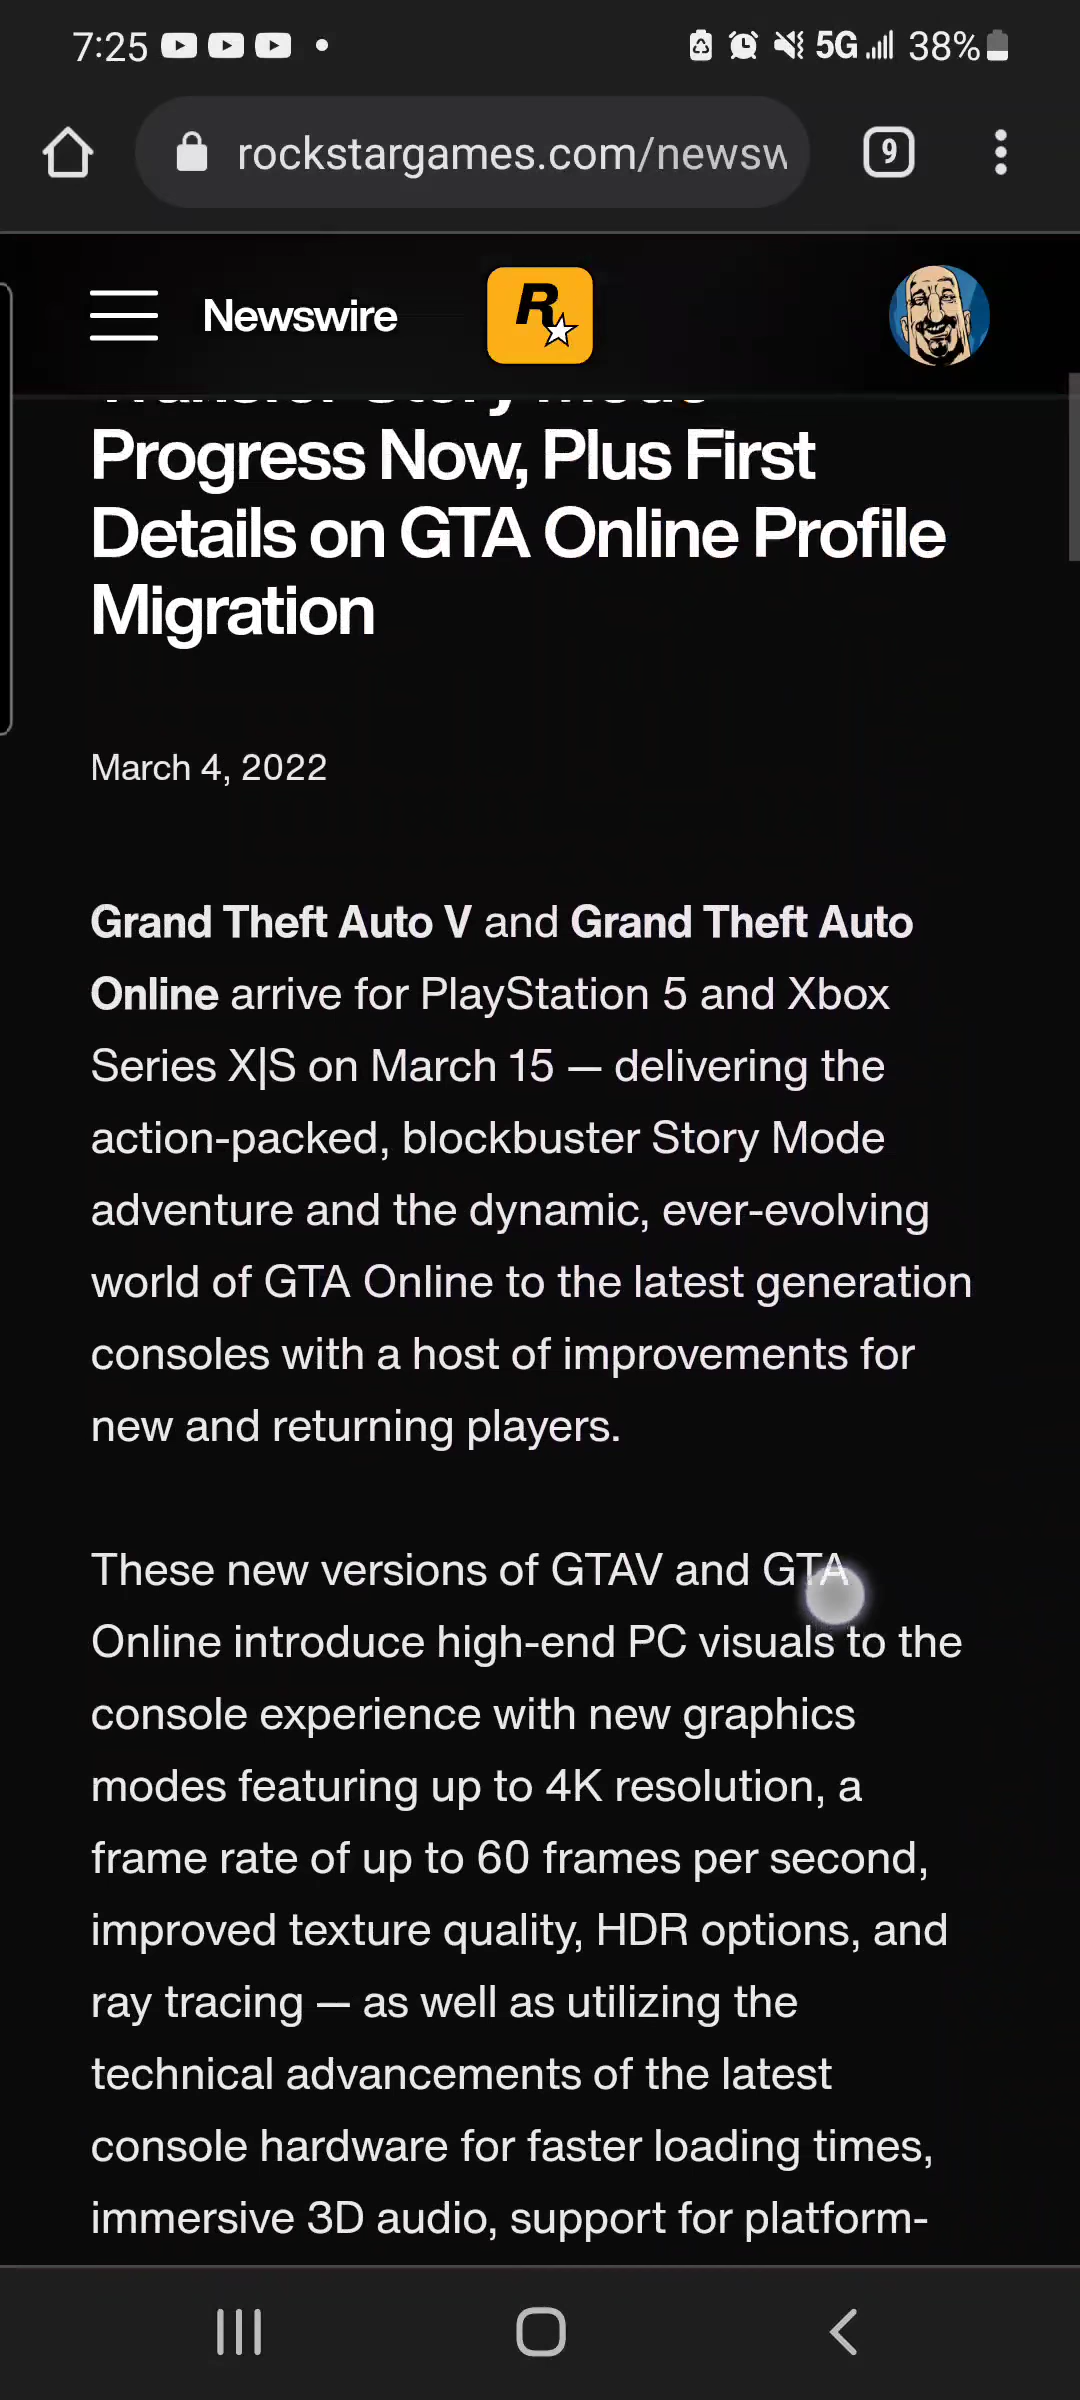 7:25
5G
38%
rockstargames.com/newsw
9
Newswire
R
Transfer Story Mode
Progress Now, Plus First
Details on GTA Online Profile
Migration
March 4, 2022
Grand Theft Auto V and Grand Theft Auto
Online arrive for PlayStation 5 and Xbox
Series X|S on March 15 — delivering the
action-packed, blockbuster Story Mode
adventure and the dynamic, ever-evolving
world of GTA Online to the latest generation
consoles with a host of improvements for
new and returning players.
These new versions of GTAV and GTA
Online introduce high-end PC visuals to the
console experience with new graphics
modes featuring up to 4K resolution, a
frame rate of up to 60 frames per second,
improved texture quality, HDR options, and
ray tracing — as well as utilizing the
technical advancements of the latest
console hardware for faster loading times,
immersive 3D audio, support for platform-